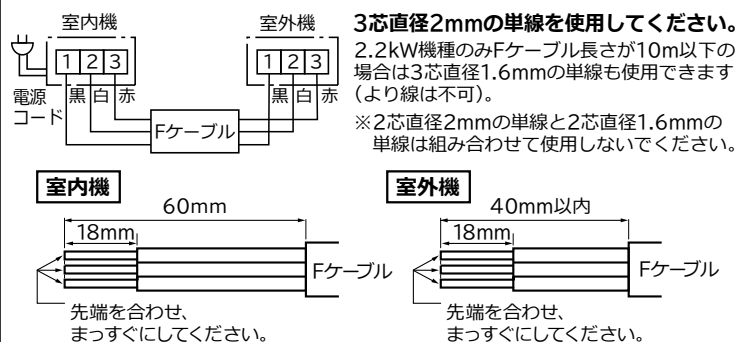 室内機
室外機
1 2 3
1 2 3
電源
コード
黒 白 赤
黒 白 赤
Fケーブル
3芯直径2mmの単線を使用してください。
2.2kW機種のみFケーブル長さが10m以下の
場合は3芯直径1.6mmの単線も使用できます
(より線は不可)。
※2芯直径2mmの単線と2芯直径1.6mmの
単線は組み合わせて使用しないでください。
室内機
60mm
18mm
Fケーブル
先端を合わせ、
まっすぐにしてください。
室外機
40mm以内
18mm
Fケーブル
先端を合わせ、
まっすぐにしてください。